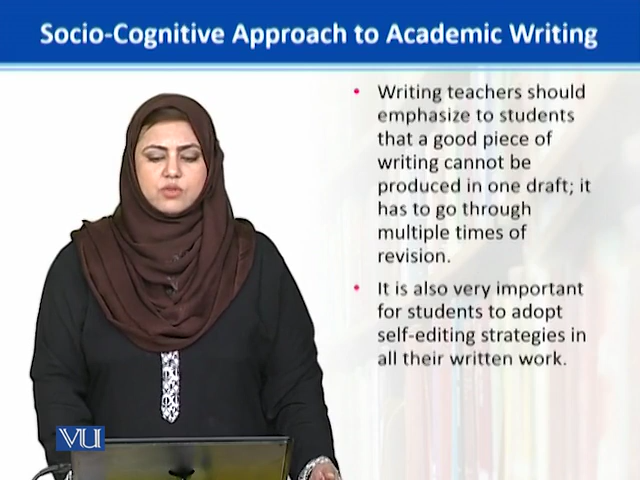 Socio-Cognitive Approach to Academic Writing
• Writing teachers should
emphasize to students
that a good piece of
writing cannot be
produced in one draft; it
has to go through
multiple times of
revision.
• It is also very important
for students to adopt
self-editing strategies in
all their written work.
VU